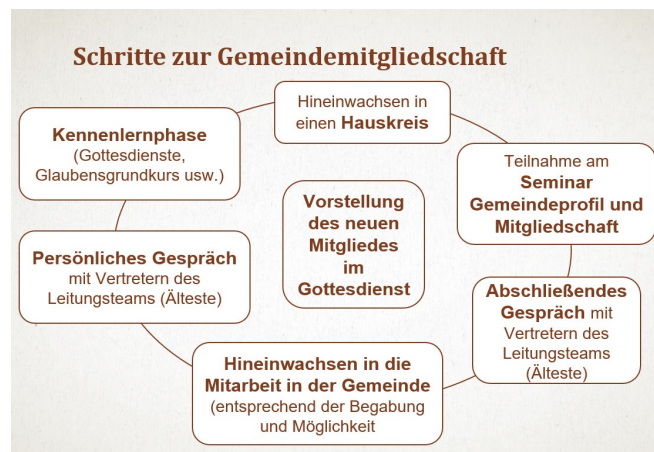 Schritte zur Gemeindemitgliedschaft
Hineinwachsen in
einen Hauskreis
Kennenlernphase
(Gottesdienste,
Glaubensgrundkurs usw.)
Teilnahme am
Seminar
Gemeindeprofil und
Mitgliedschaft
Vorstellung
des neuen
Mitgliedes
im
Gottesdienst
Persönliches Gespräch
mit Vertretern des
Leitungsteams (Älteste)
Abschließendes
Gespräch mit
Vertretern des
Leitungsteams
(Älteste)
Hineinwachsen in die
Mitarbeit in der Gemeinde
(entsprechend der Begabung
und Möglichkeit